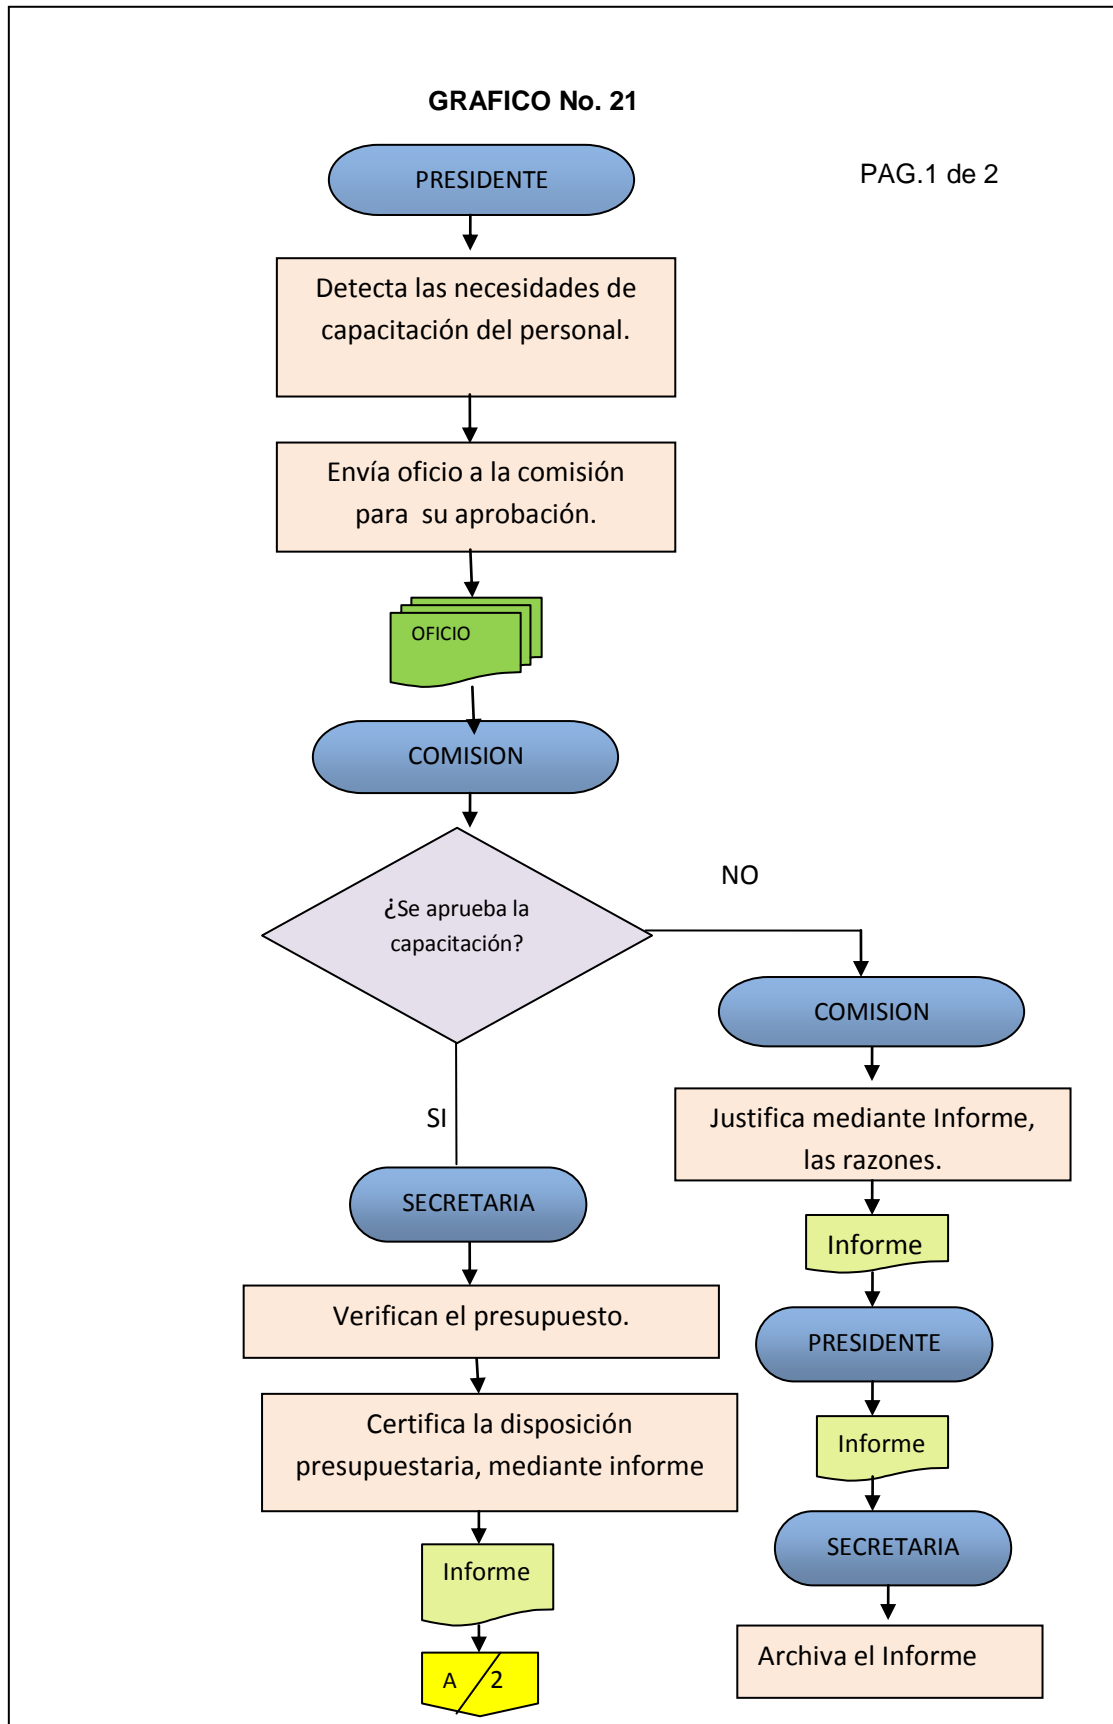 GRAFICO No. 21
PAG.1 de 2
PRESIDENTE
Detecta las necesidades de
capacitación del personal.
Envía oficio a la comisión
para su aprobación.
OFICIO
COMISION
¿Se aprueba la
capacitación?
NO
COMISION
Justifica mediante Informe,
las razones.
Informe
PRESIDENTE
Informe
SECRETARIA
Archiva el Informe
SI
SECRETARIA
Verifican el presupuesto.
Certifica la disposición
presupuestaria, mediante informe
Informe
A 2